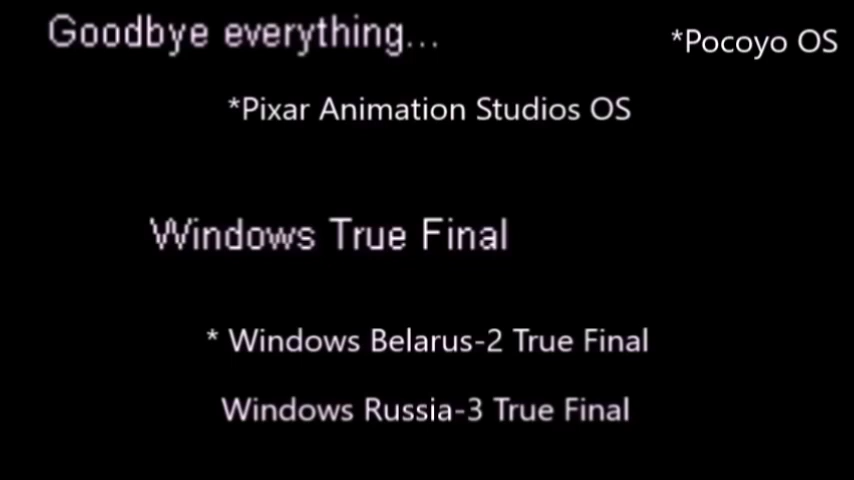 Goodbye everything...
*Pocoyo OS
*Pixar Animation Studios OS
Windows True Final
* Windows Belarus-2 True Final
Windows Russia-3 True Final